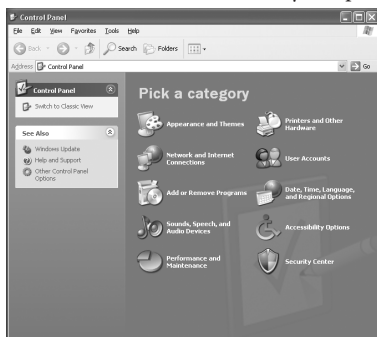 Control Panel
File Edit View Favorites Tools Help
Back Search Folders
Address Control Panel Go
Control Panel
Switch to Classic View
See Also
Windows Update
Help and Support
Other Control Panel
Options
Pick a category
Appearance and Themes
Printers and Other
Hardware
Network and Internet
Connections
User Accounts
Add or Remove Programs
Date, Time, Language,
and Regional Options
Sounds, Speech, and
Audio Devices
Accessibility Options
Performance and
Maintenance
Security Center